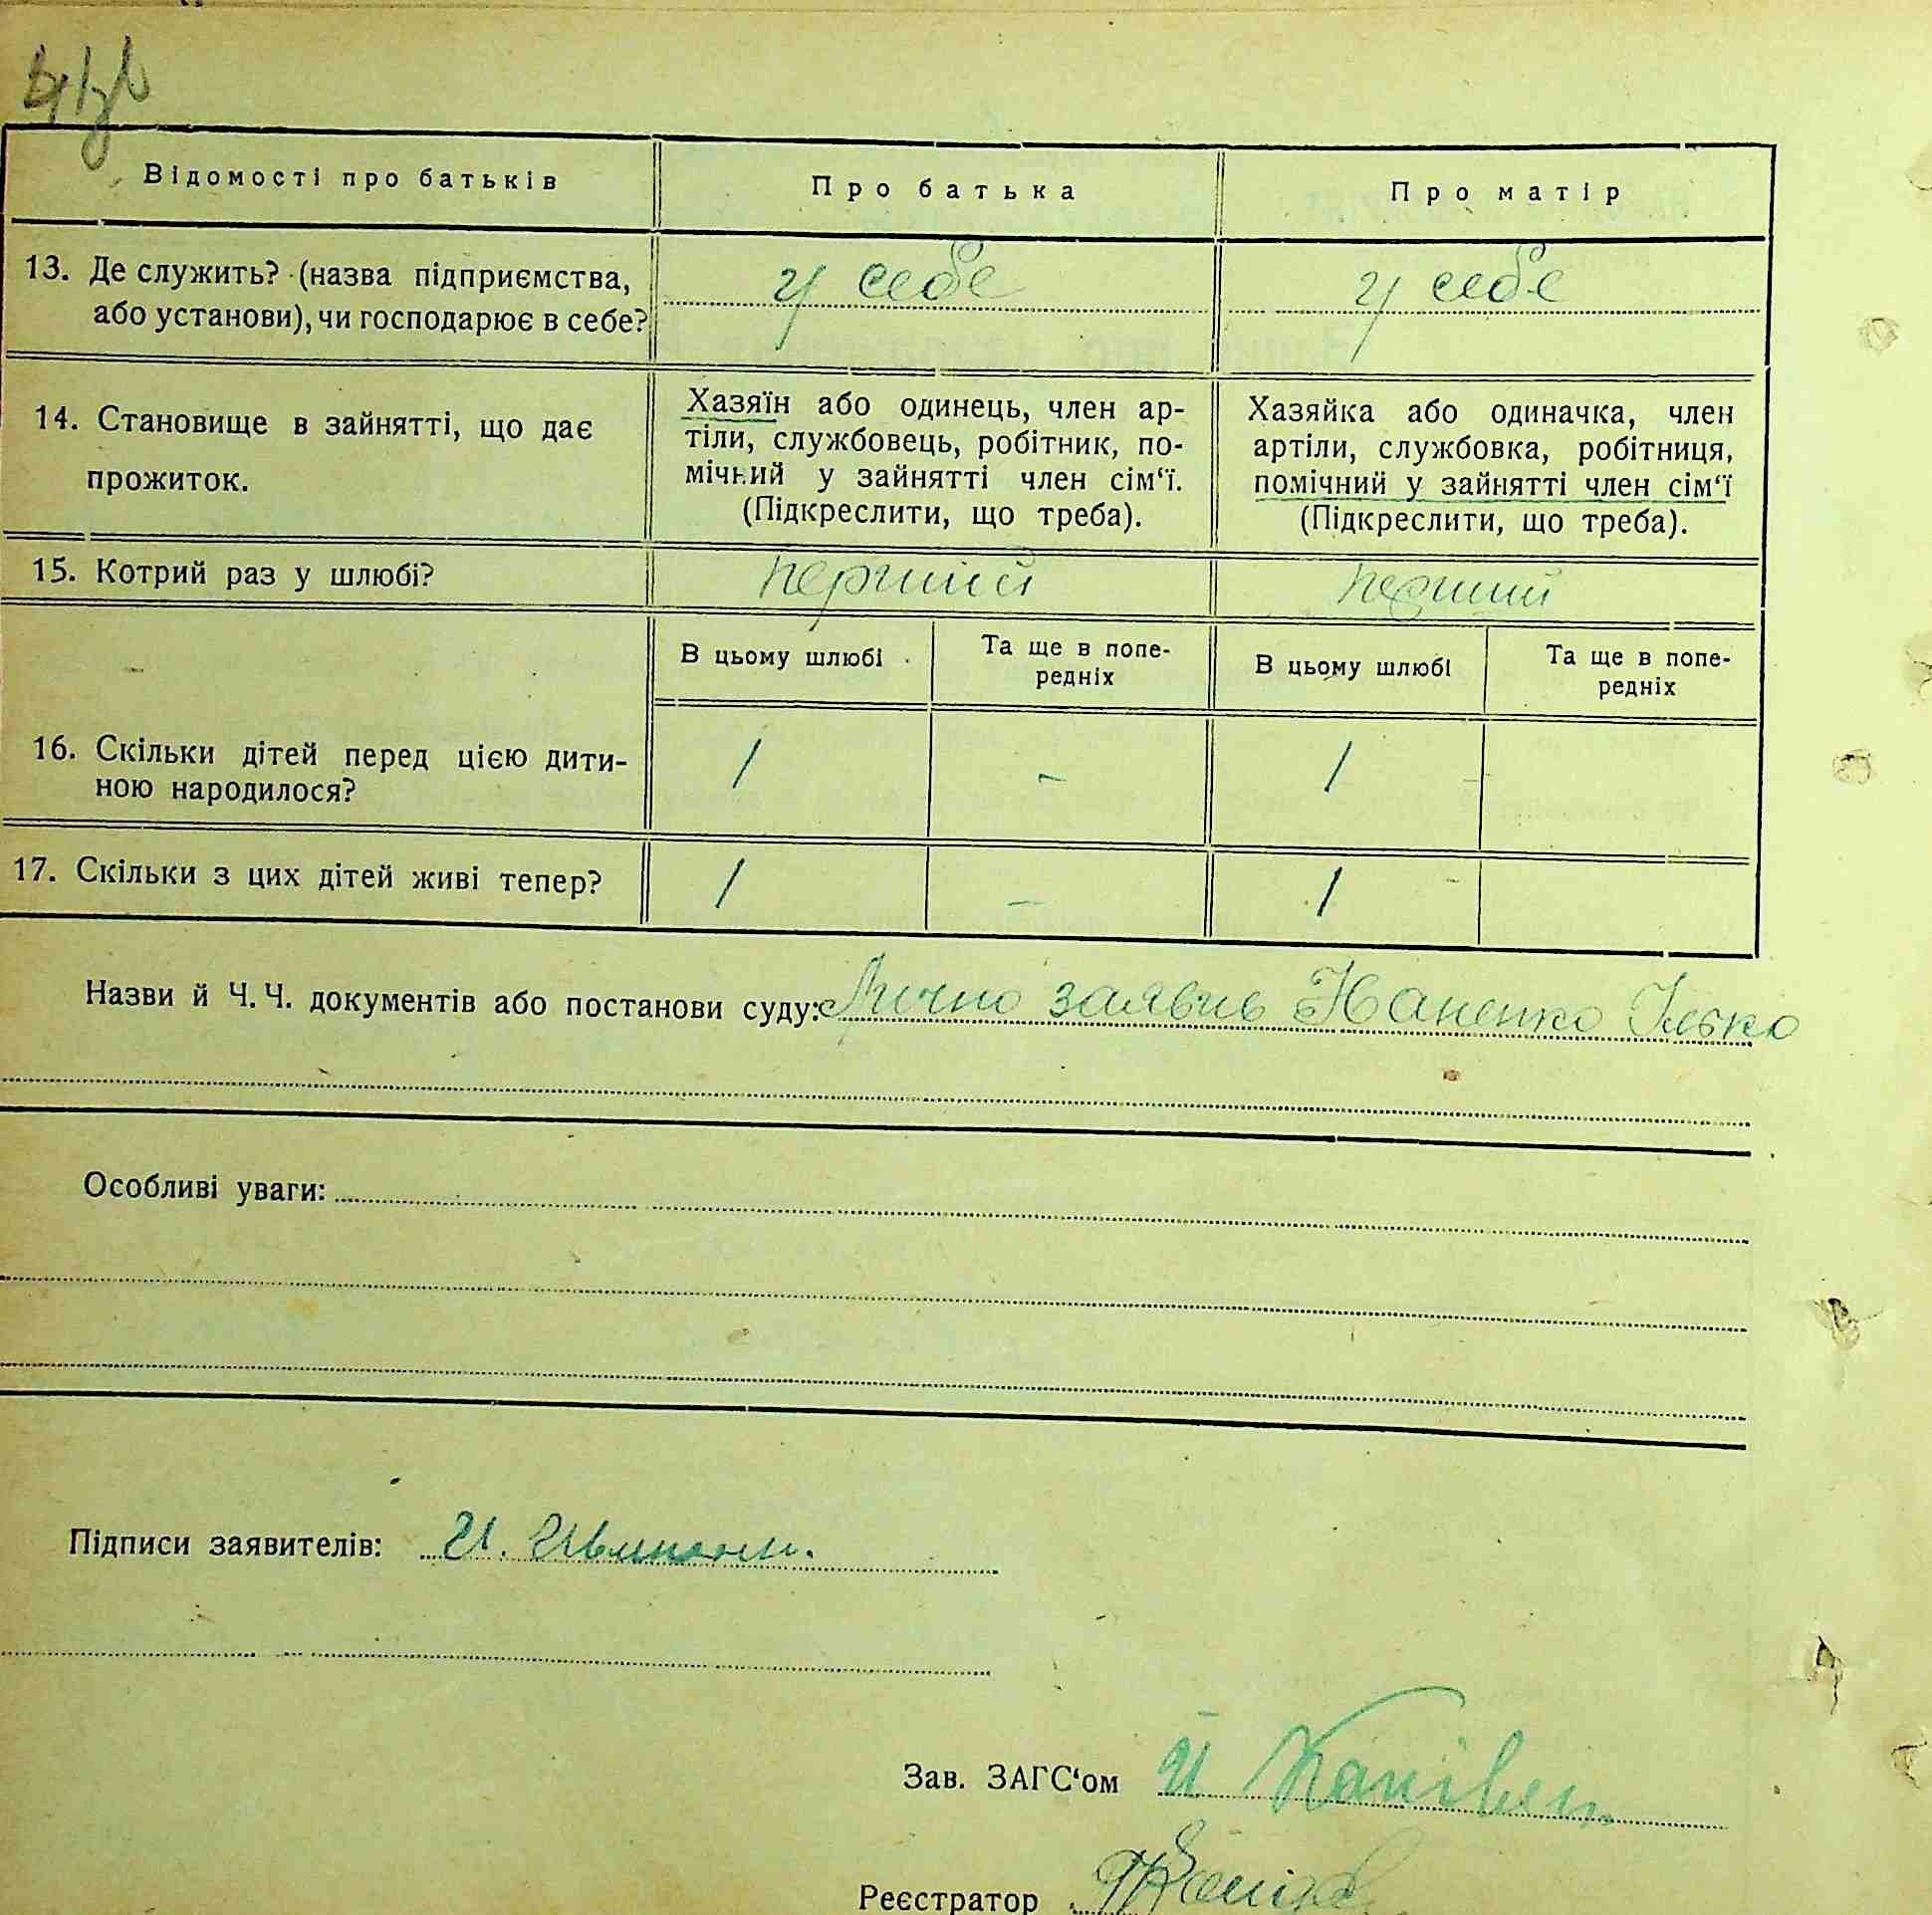 Відомості про батьків Про батька Про матір
13. Де служить? (назва підприємства, у себе у себе
або установи), чи господарює в себе?
14. Становище в зайнятті, що дає
прожиток.
Хазяїн або одинець, член ар-
тіли, службовець, робітник, по-
мічний у зайнятті член сім‘ї.
(Підкреслити, що треба).
Хазяйка або одиначка, член
артіли, службовка, робітниця,
помічний у зайнятті член сім‘ї
(Підкреслити, що треба).
15. Котрий раз у шлюбі? перший перший
В цьому шлюбі
Та ще в попе-
редніх
В цьому шлюбі
Та ще в попе-
редніх
16. Скільки дітей перед цією дити- 1 - 1 -
ною народилося?
17. Скільки з цих дітей живі тепер? 1 - 1 -
Назви й Ч. Ч. документів або постанови суду: Лично заявив Ілько
Особливі уваги:
Підписи заявителів: И.
Зав. ЗАГС‘ом Й Канівец
Реєстратор